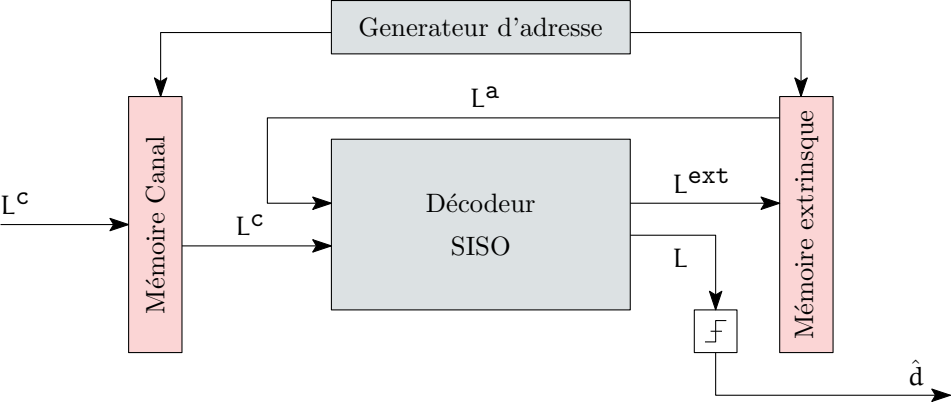 Generateur d'adresse
L^a
L^c
Mémoire Canal
L^c
Décodeur
SISO
L^ext
L
Mémoire extrinsque
d̂